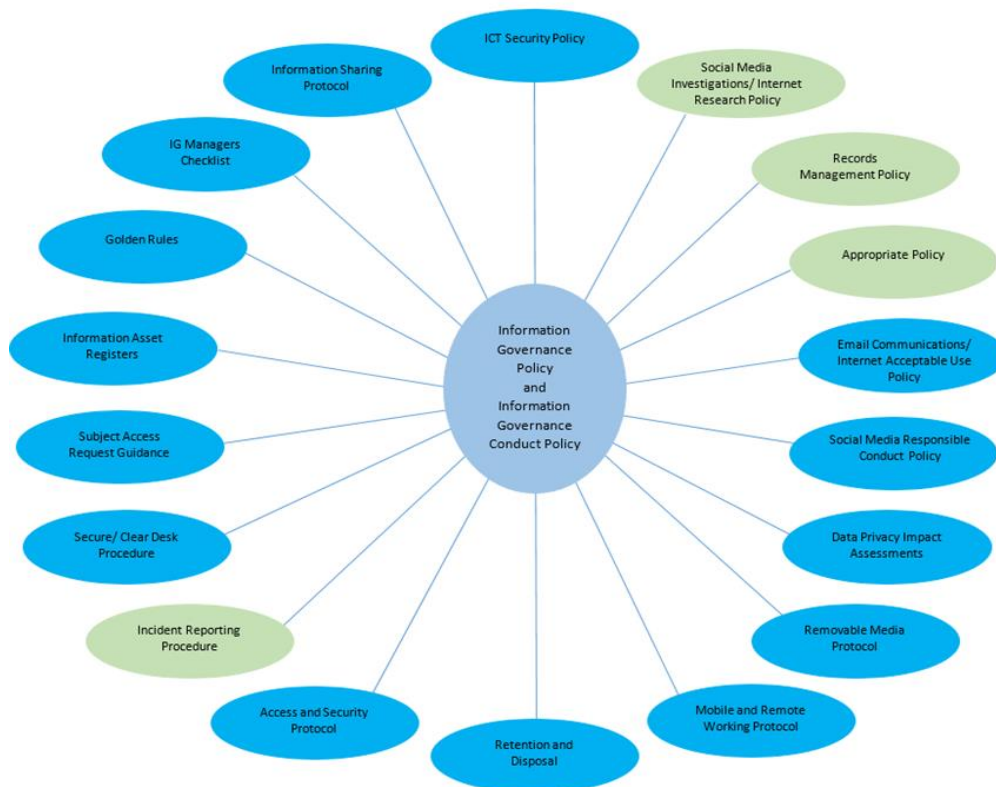 ICT Security Policy
Social Media
Investigations/ Internet
Research Policy
Records
Management Policy
Appropriate Policy
Email Communications/
Internet Acceptable Use
Policy
Social Media Responsible
Conduct Policy
Data Privacy Impact
Assessments
Removable Media
Protocol
Mobile and Remote
Working Protocol
Retention and
Disposal
Access and Security
Protocol
Incident Reporting
Procedure
Secure/ Clear Desk
Procedure
Subject Access
Request Guidance
Information Asset
Registers
Golden Rules
IG Managers
Checklist
Information Sharing
Protocol
Information
Governance
Policy
and
Information
Governance
Conduct Policy